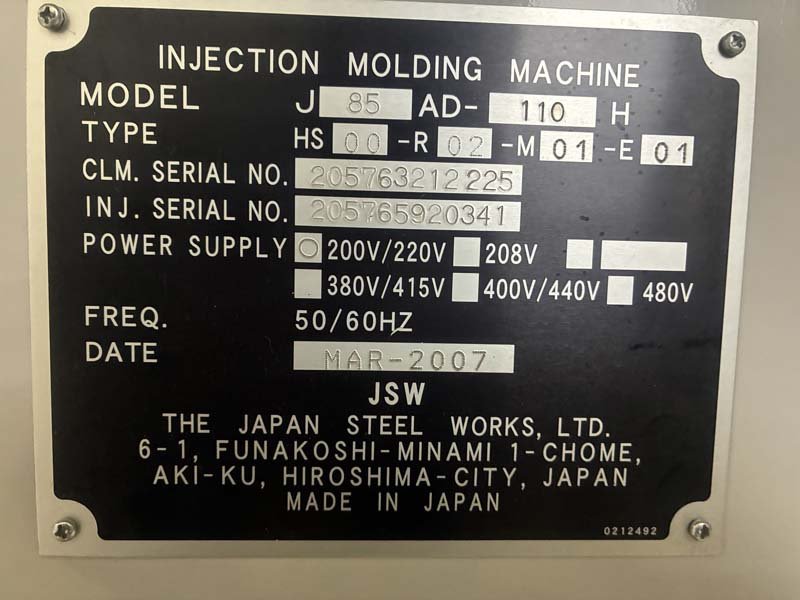 INJECTION MOLDING MACHINE
MODEL J 85 AD- 110 H
TYPE HS 00 -R 02 -M 01 -E 01
CLM. SERIAL NO. 205763212225
INJ. SERIAL NO. 205765920341
POWER SUPPLY ○ 200V/220V 208V
380V/415V 400V/440V 480V
FREQ. 50/60HZ
DATE MAR-2007
JSW
THE JAPAN STEEL WORKS, LTD.
6-1, FUNAKOSHI-MINAMI 1-CHOME,
AKI-KU, HIROSHIMA-CITY, JAPAN
MADE IN JAPAN
0212492